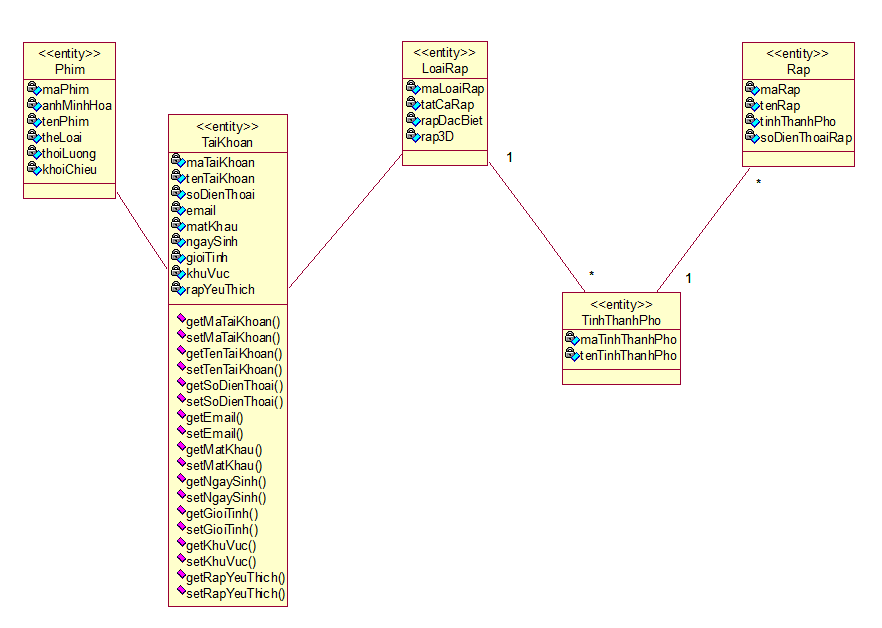 <<entity>>
Phim
maPhim
anhMinhHoa
tenPhim
theLoai
thoiLuong
khoiChieu
<<entity>>
TaiKhoan
maTaiKhoan
tenTaiKhoan
soDienThoai
email
matKhau
ngaySinh
gioiTinh
khuVuc
rapYeuThich
getMaTaiKhoan()
setMaTaiKhoan()
getTenTaiKhoan()
setTenTaiKhoan()
getSoDienThoai()
setSoDienThoai()
getEmail()
setEmail()
getMatKhau()
setMatKhau()
getNgaySinh()
setNgaySinh()
getGioiTinh()
setGioiTinh()
getKhuVuc()
setKhuVuc()
getRapYeuThich()
setRapYeuThich()
<<entity>>
LoaiRap
maLoaiRap
tatCaRap
rapDacBiet
rap3D
1
*
<<entity>>
TinhThanhPho
maTinhThanhPho
tenTinhThanhPho
1
*
<<entity>>
Rap
maRap
tenRap
tinhThanhPho
soDienThoaiRap